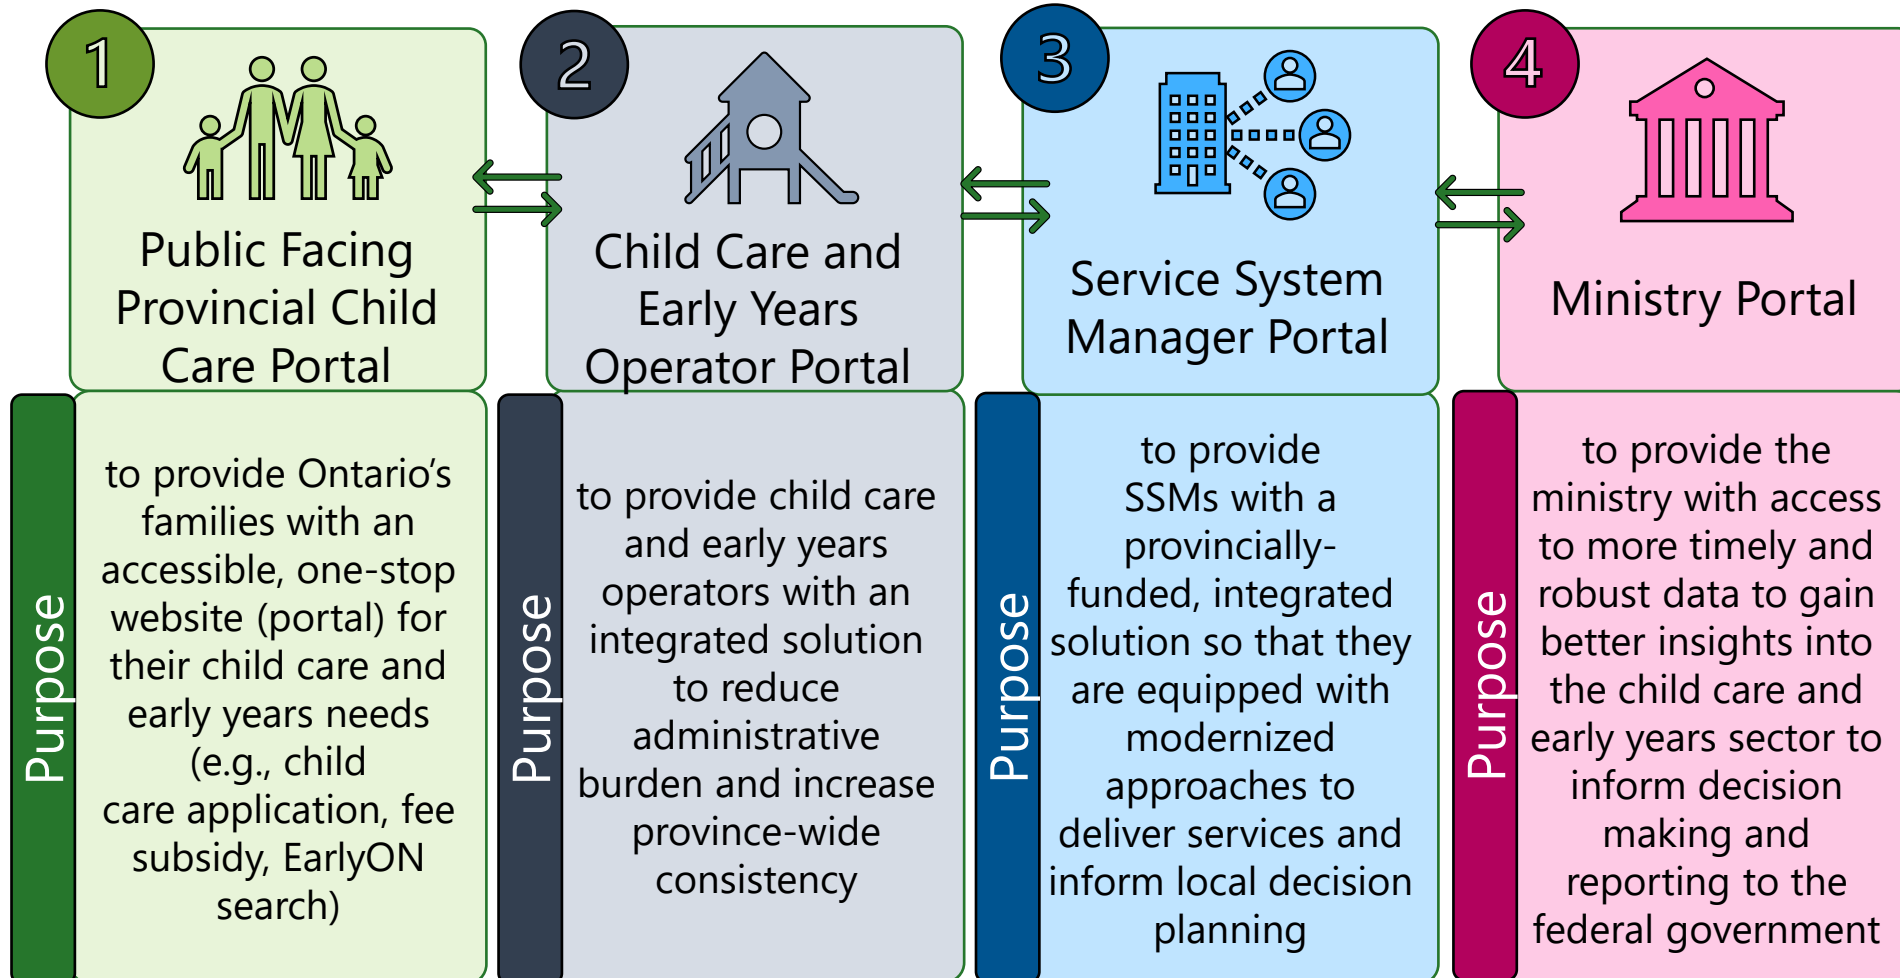 1
Public Facing
Provincial Child
Care Portal
Purpose
to provide Ontario's
families with an
accessible, one-stop
website (portal) for
their child care and
early years needs
(e.g., child
care application, fee
subsidy, EarlyON
search)
2
Child Care and
Early Years
Operator Portal
Purpose
to provide child care
and early years
operators with an
integrated solution
to reduce
administrative
burden and increase
province-wide
consistency
3
Service System
Manager Portal
Purpose
to provide
SSMs with a
provincially-
funded, integrated
solution so that they
are equipped with
modernized
approaches to
deliver services and
inform local decision
planning
4
Ministry Portal
Purpose
to provide the
ministry with access
to more timely and
robust data to gain
better insights into
the child care and
early years sector to
inform decision
making and
reporting to the
federal government